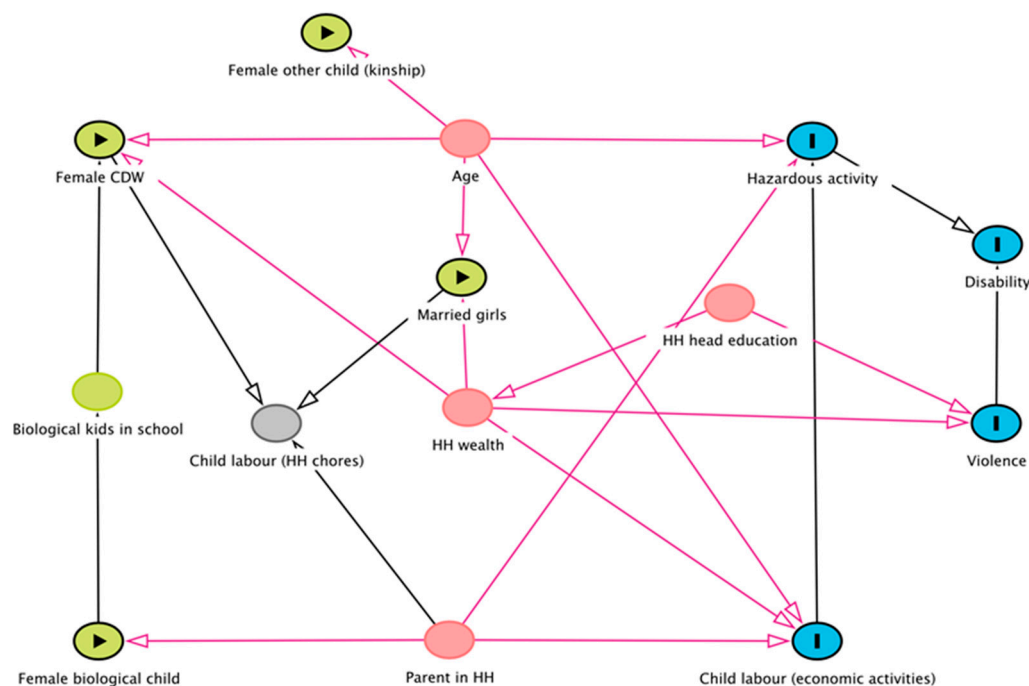 Female other child (kinship)
Female CDW
Age
Hazardous activity
Disability
Married girls
HH head education
Biological kids in school
Child labour (HH chores)
HH wealth
Violence
Female biological child
Parent in HH
Child labour (economic activities)